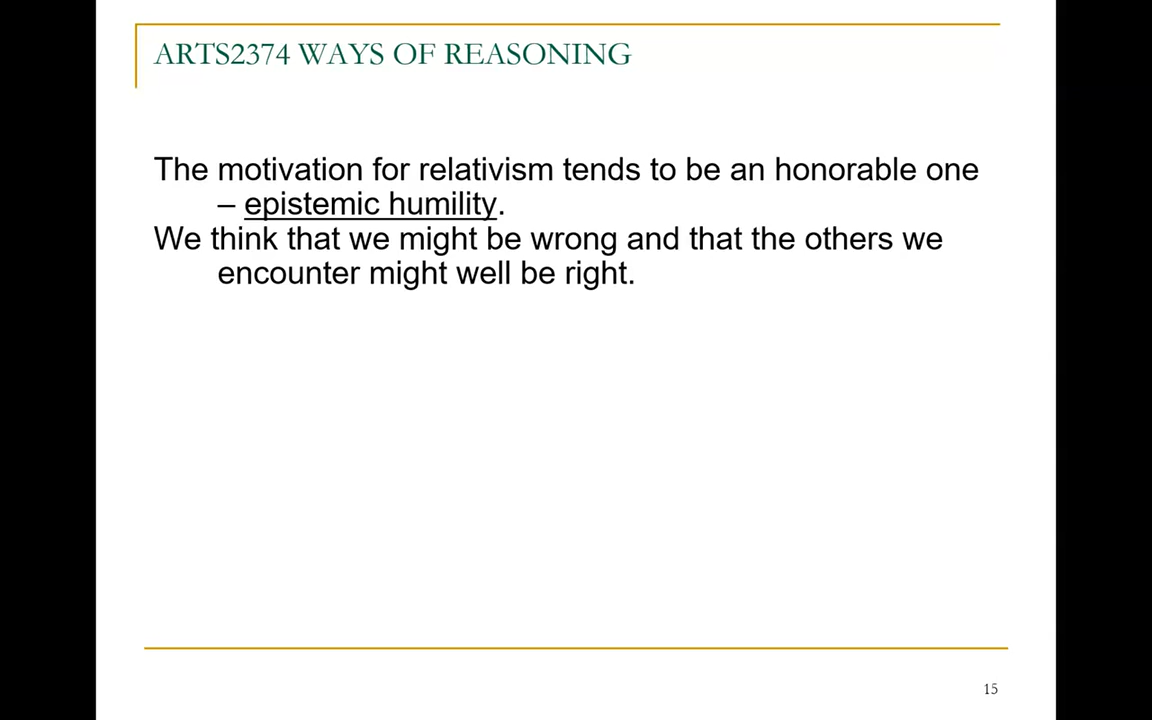 ARTS2374 WAYS OF REASONING
The motivation for relativism tends to be an honorable one
– epistemic humility.
We think that we might be wrong and that the others we
encounter might well be right.
15